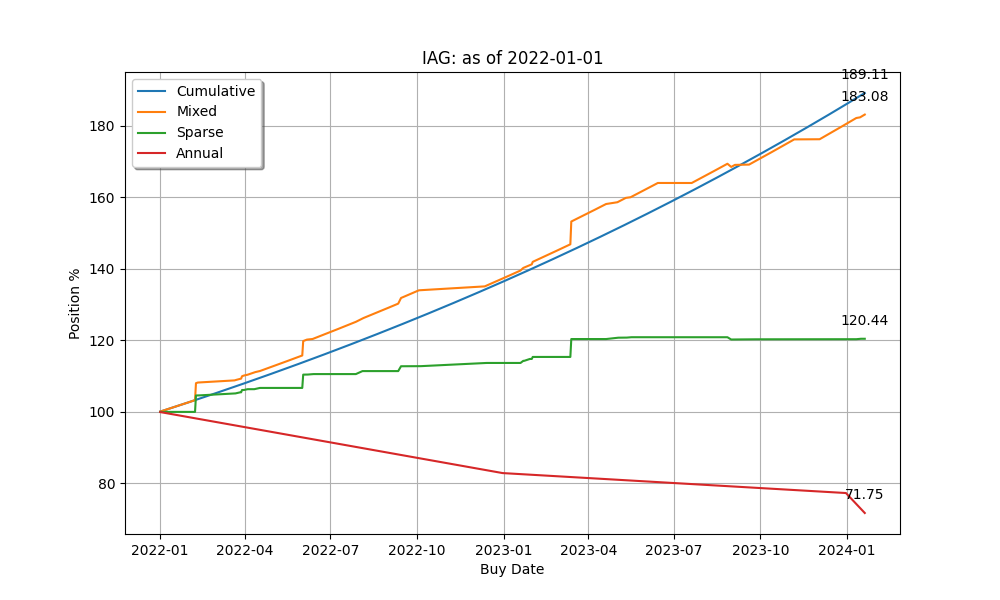 IAG: as of 2022-01-01
189.11
183.08
120.44
71.75
Cumulative
Mixed
Sparse
Annual
180
160
140
120
100
80
Position %
2022-01 2022-04 2022-07 2022-10 2023-01 2023-04 2023-07 2023-10 2024-01
Buy Date